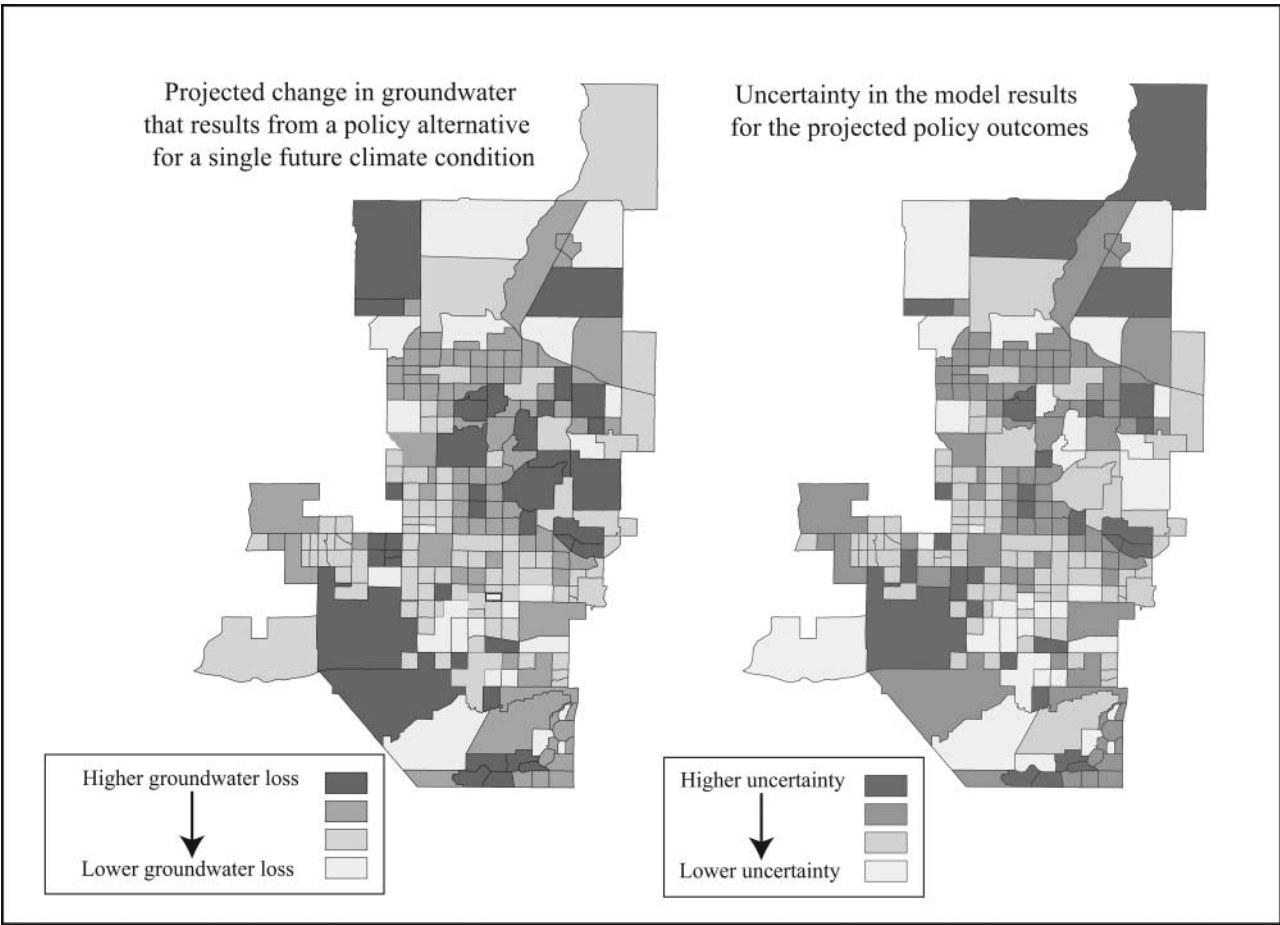 Projected change in groundwater
that results from a policy alternative
for a single future climate condition
Uncertainty in the model results
for the projected policy outcomes
Higher groundwater loss
Lower groundwater loss
Higher uncertainty
Lower uncertainty